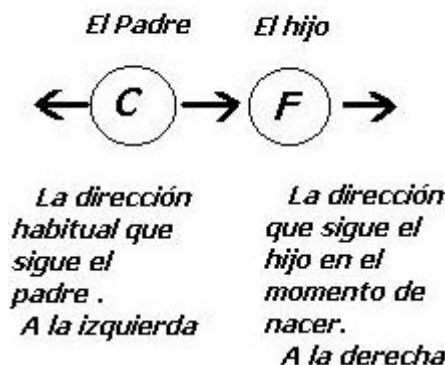 El Padre
El hijo
C
F
La dirección
habitual que
sigue el
padre .
A la izquierda
La dirección
que sigue el
hijo en el
momento de
nacer.
A la derecha